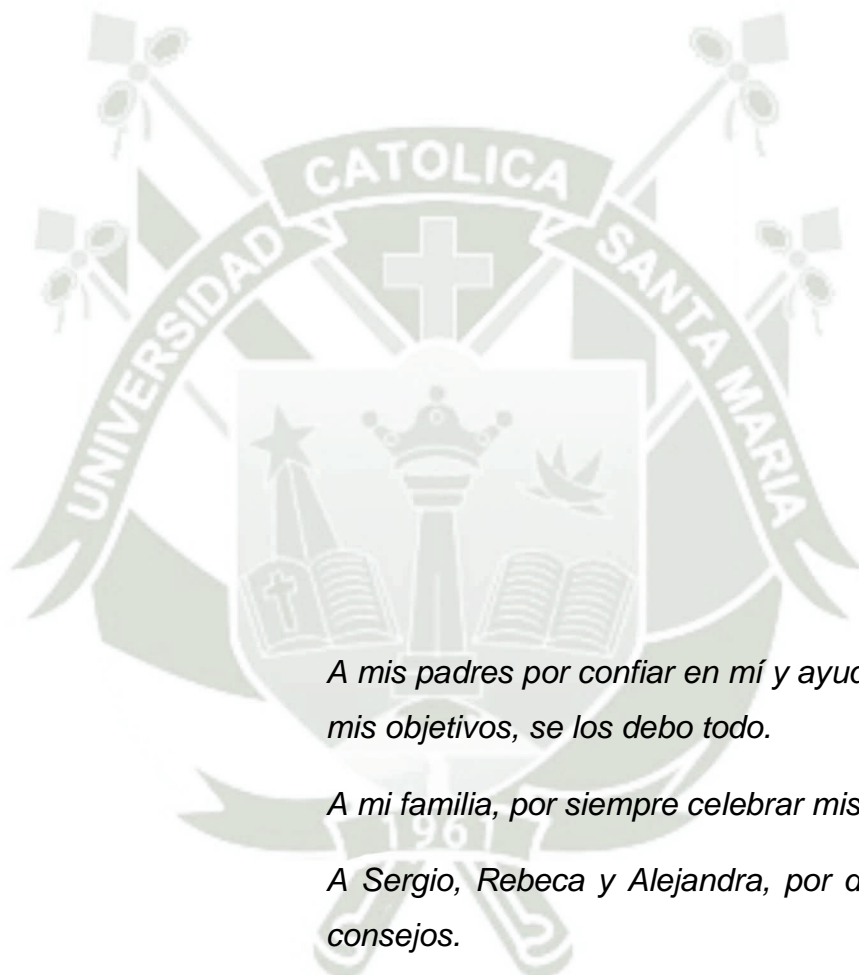 CATOLICA
UNIVERSIDAD
SANTA MARIA
A mis padres por confiar en mí y
mis objetivos, se los debo todo.
A mi familia, por siempre celebrar mis
96
A Sergio, Rebeca y Alejandra, por
consejos.